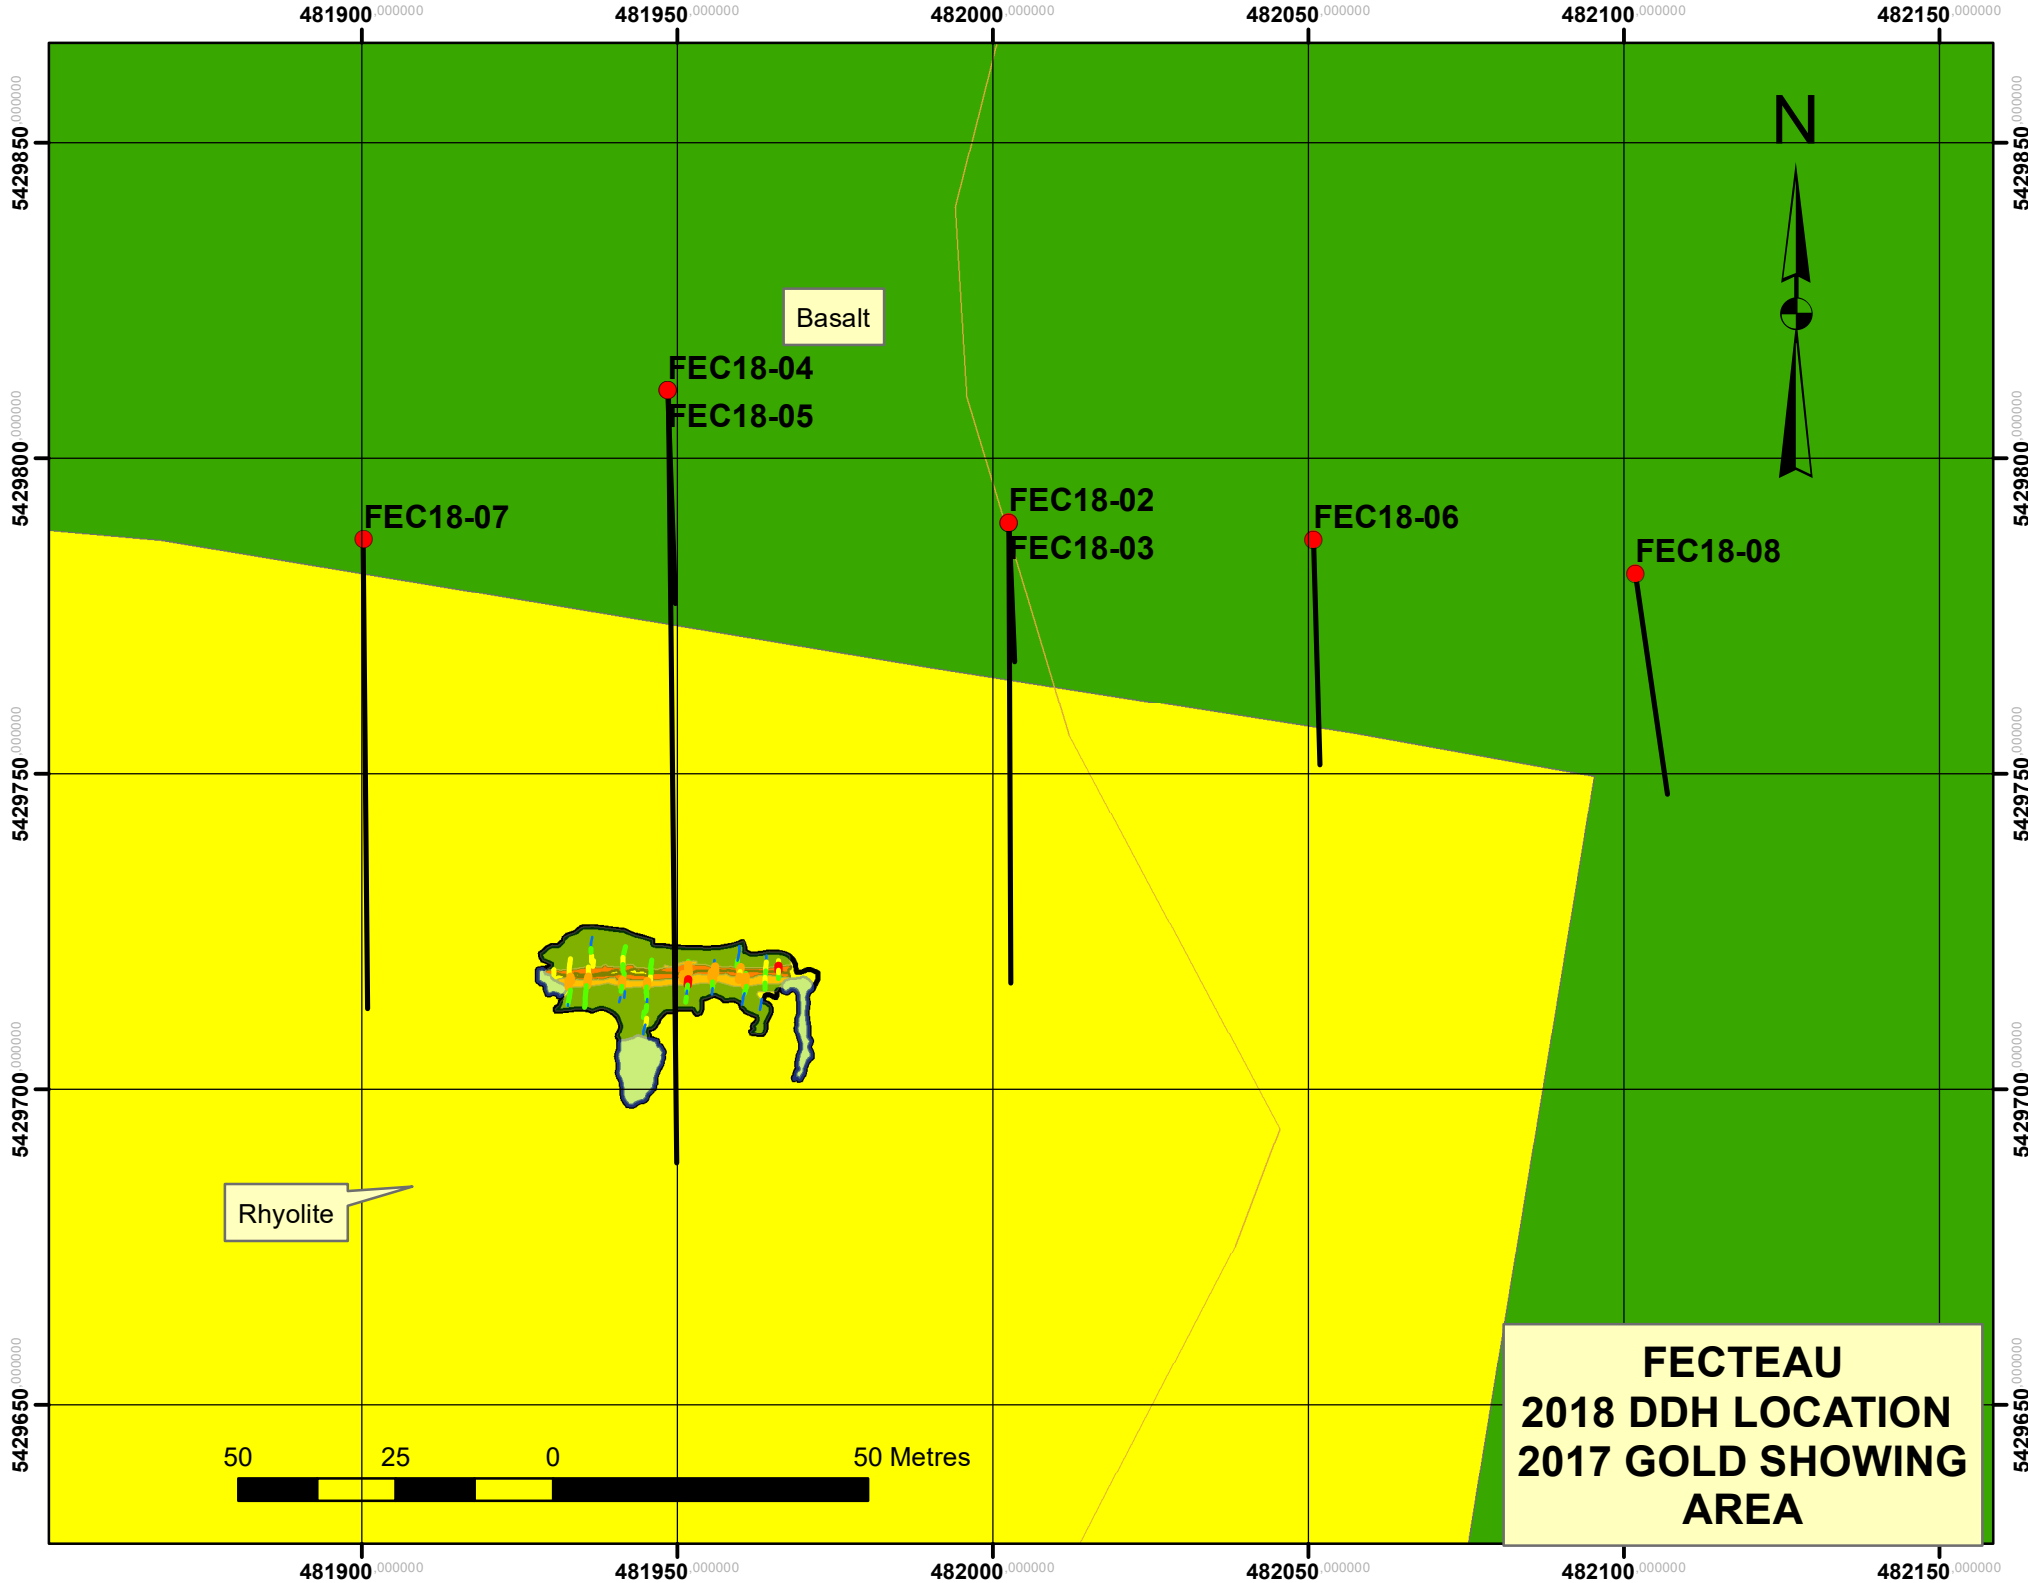 481900,000000 481950,000000 482000,000000 482050,000000 482100,000000 482150,000000
N
5429850,000000
5429850,000000
Basalt
FEC18-04
FEC18-05
5429800,000000
5429800,000000
FEC18-02
FEC18-07
FEC18-06
FEC18-03
FEC18-08
5429750,000000
5429750,000000
5429700,000000
5429700,000000
Rhyolite
FECTEAU
2018 DDH LOCATION
2017 GOLD SHOWING
AREA
5429650,000000
5429650,000000
50 25 0 50 Metres
481900,000000 481950,000000 482000,000000 482050,000000 482100,000000 482150,000000